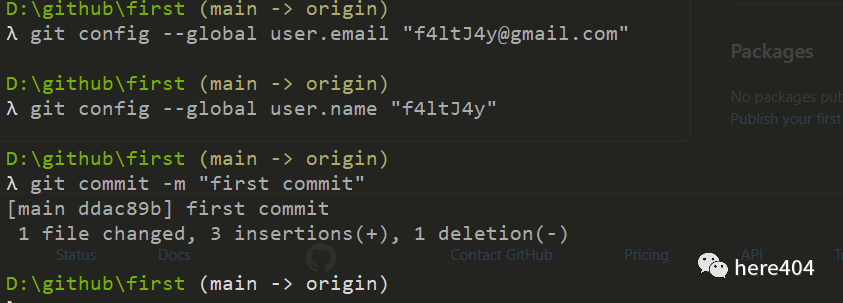 D:\github\first (main -> origin)
λ git config --global user.email "f4ltJ4y@gmail.com"
D:\github\first (main -> origin)
λ git config --global user.name "f4ltJ4y"
D:\github\first (main -> origin)
λ git commit -m "first commit"
[main ddac89b] first commit
1 file changed, 3 insertions(+), 1 deletion(-)
D:\github\first (main -> origin)
λ
Packages
No packages pub
Publish your first
Status Docs Contact GitHub Pricing API
here404